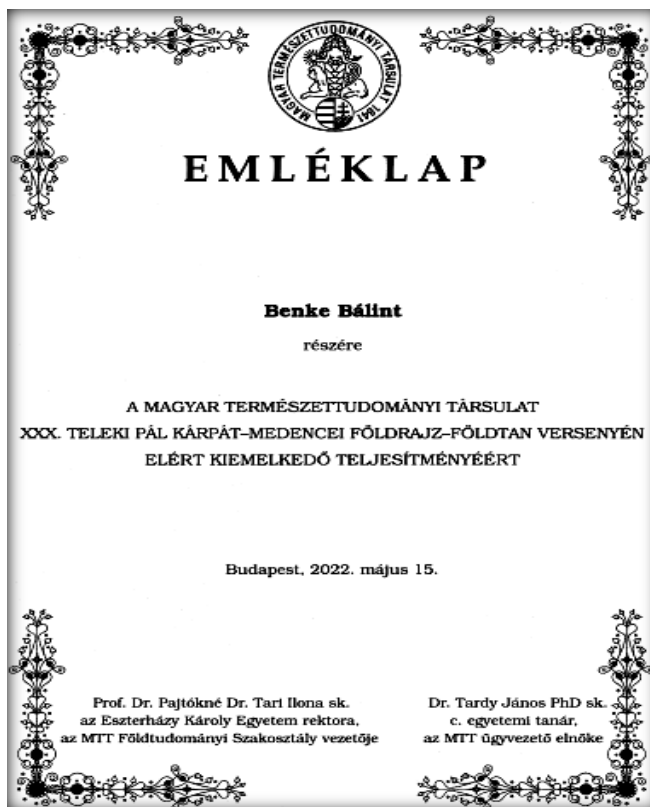 MAGYAR TERMÉSZETTUDOMÁNYI TÁRSULAT 1841
EMLÉKLAP
Benke Bálint
részére
A MAGYAR TERMÉSZETTUDOMÁNYI TÁRSULAT
XXX. TELEKI PÁL KÁRPÁT–MEDENCEI FÖLDRAJZ–FÖLDTAN VERSENYÉN
ELÉRT KIEMELKEDŐ TELJESÍTMÉNYÉÉRT
Budapest, 2022. május 15.
Prof. Dr. Pajtókné Dr. Tari Ilona sk.
az Eszterházy Károly Egyetem rektora,
az MTT Földtudományi Szakosztály vezetője
Dr. Tardy János PhD sk.
c. egyetemi tanár,
az MTT ügyvezető elnöke